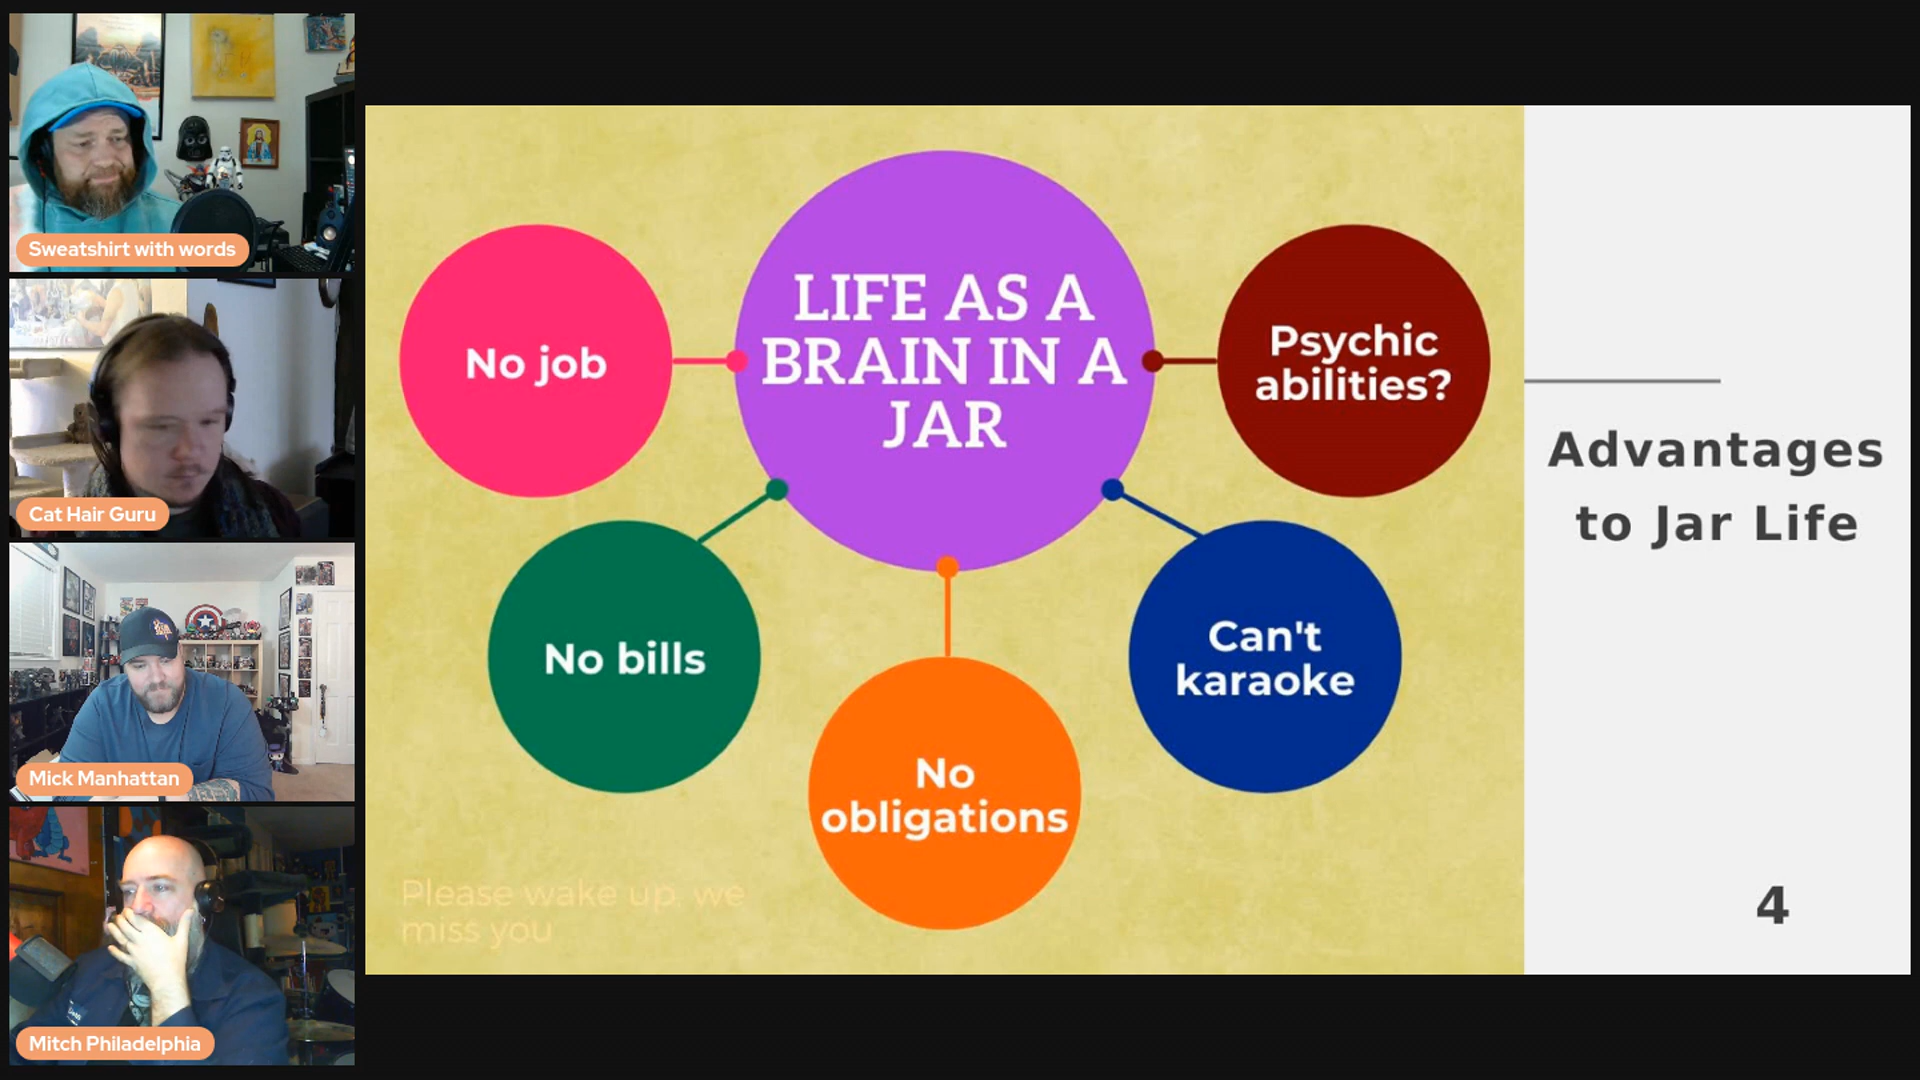 Sweatshirt with words
Cat Hair Guru
Mick Manhattan
Mitch Philadelphia
LIFE AS A
BRAIN IN A
JAR
No job
Psychic
abilities?
No bills
Can't
karaoke
No
obligations
Please wake up, we
miss you
Advantages
to Jar Life
4